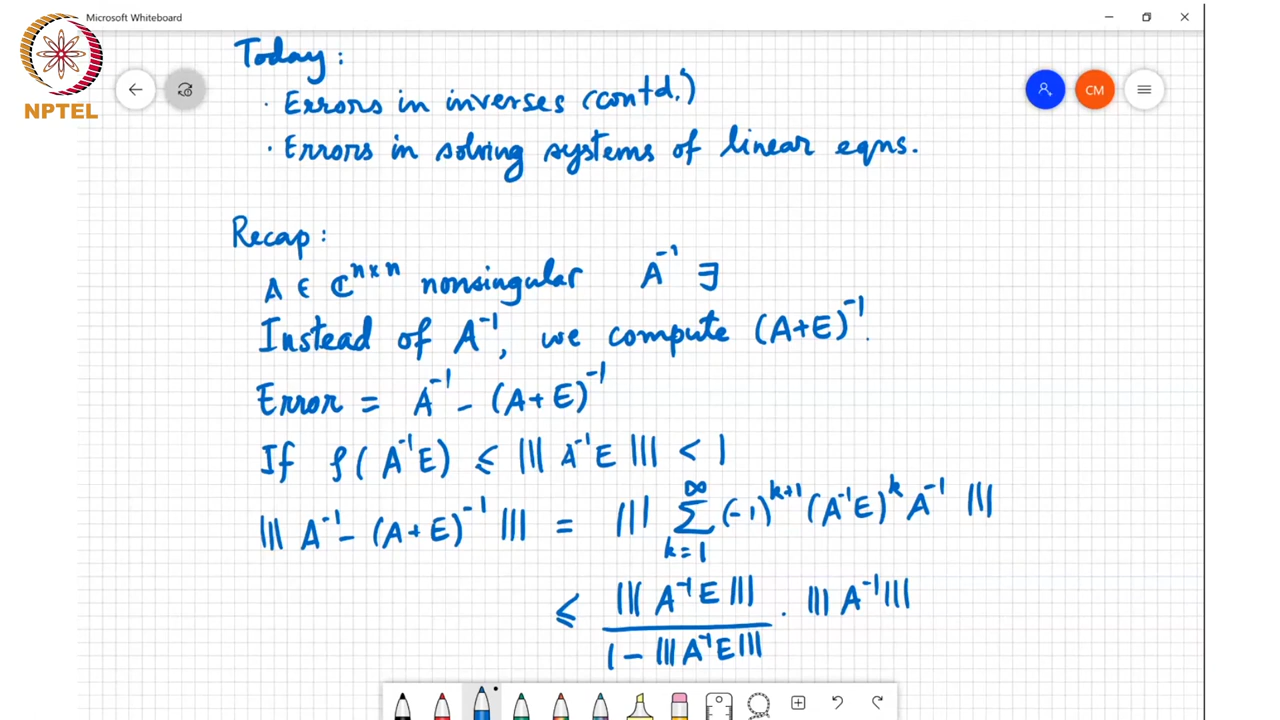 Microsoft Whiteboard
NPTEL
CM
Today:
· Errors in inverses (contd.)
· Errors in solving systems of linear eqns.
Recap:
A ∈ ℂ^{n×n} nonsingular A^{-1} ∃
Instead of A^{-1}, we compute (A+E)^{-1}.
Error = A^{-1} - (A+E)^{-1}
If ρ(A^{-1}E) ≤ |||A^{-1}E||| < 1
|||A^{-1} - (A+E)^{-1}||| = ||| ∑_{k=1}^{∞} (-1)^{k+1} (A^{-1}E)^k A^{-1} |||
≤ \frac{|||A^{-1}E|||}{1 - |||A^{-1}E|||} . |||A^{-1}|||